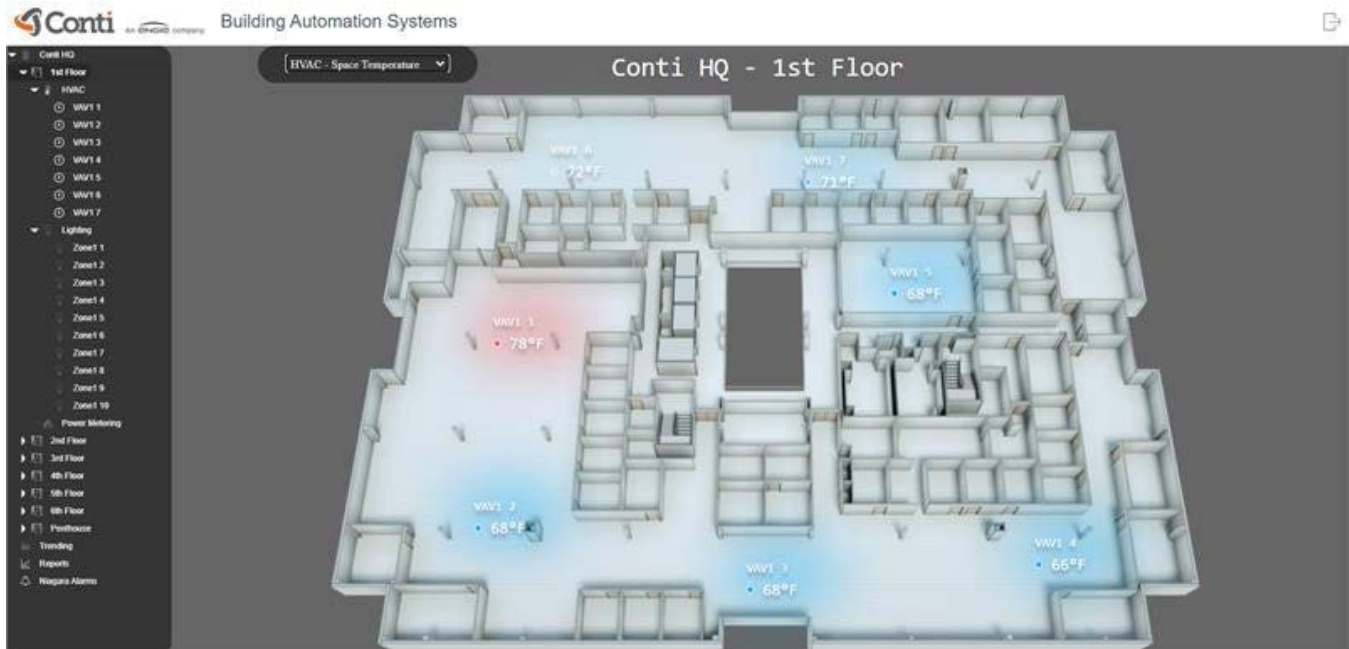 Conti An ENGIE company Building Automation Systems
Conti HQ
1st Floor
HVAC
VAV1 1
VAV1 2
VAV1 3
VAV1 4
VAV1 5
VAV1 6
VAV1 7
Lighting
Zone1 1
Zone1 2
Zone1 3
Zone1 4
Zone1 5
Zone1 6
Zone1 7
Zone1 8
Zone1 9
Zone1 10
Power Metering
2nd Floor
3rd Floor
4th Floor
5th Floor
6th Floor
Penthouse
Trending
Reports
Niagara Alarms
HVAC - Space Temperature
Conti HQ - 1st Floor
VAV1 6
72°F
VAV1 7
71°F
VAV1 5
68°F
VAV1 1
78°F
VAV1 2
68°F
VAV1 4
66°F
VAV1 3
68°F